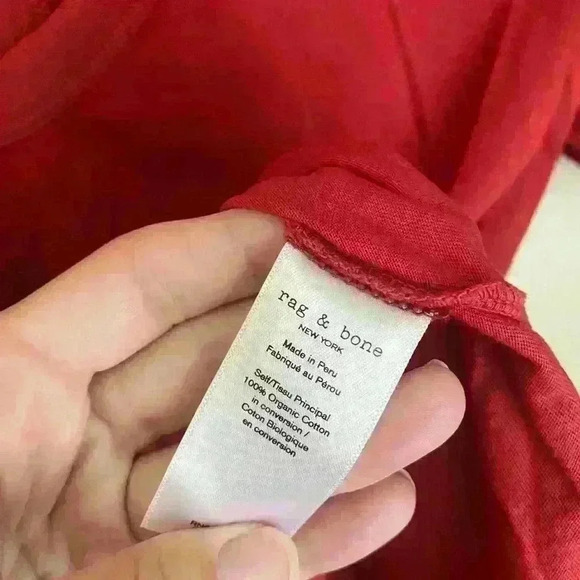 rag & bone
NEW YORK
Made in Peru
Fabriqué au Pérou
Self/Tissu Principal
100% Organic Cotton
in conversion /
Coton Biologique
en conversion